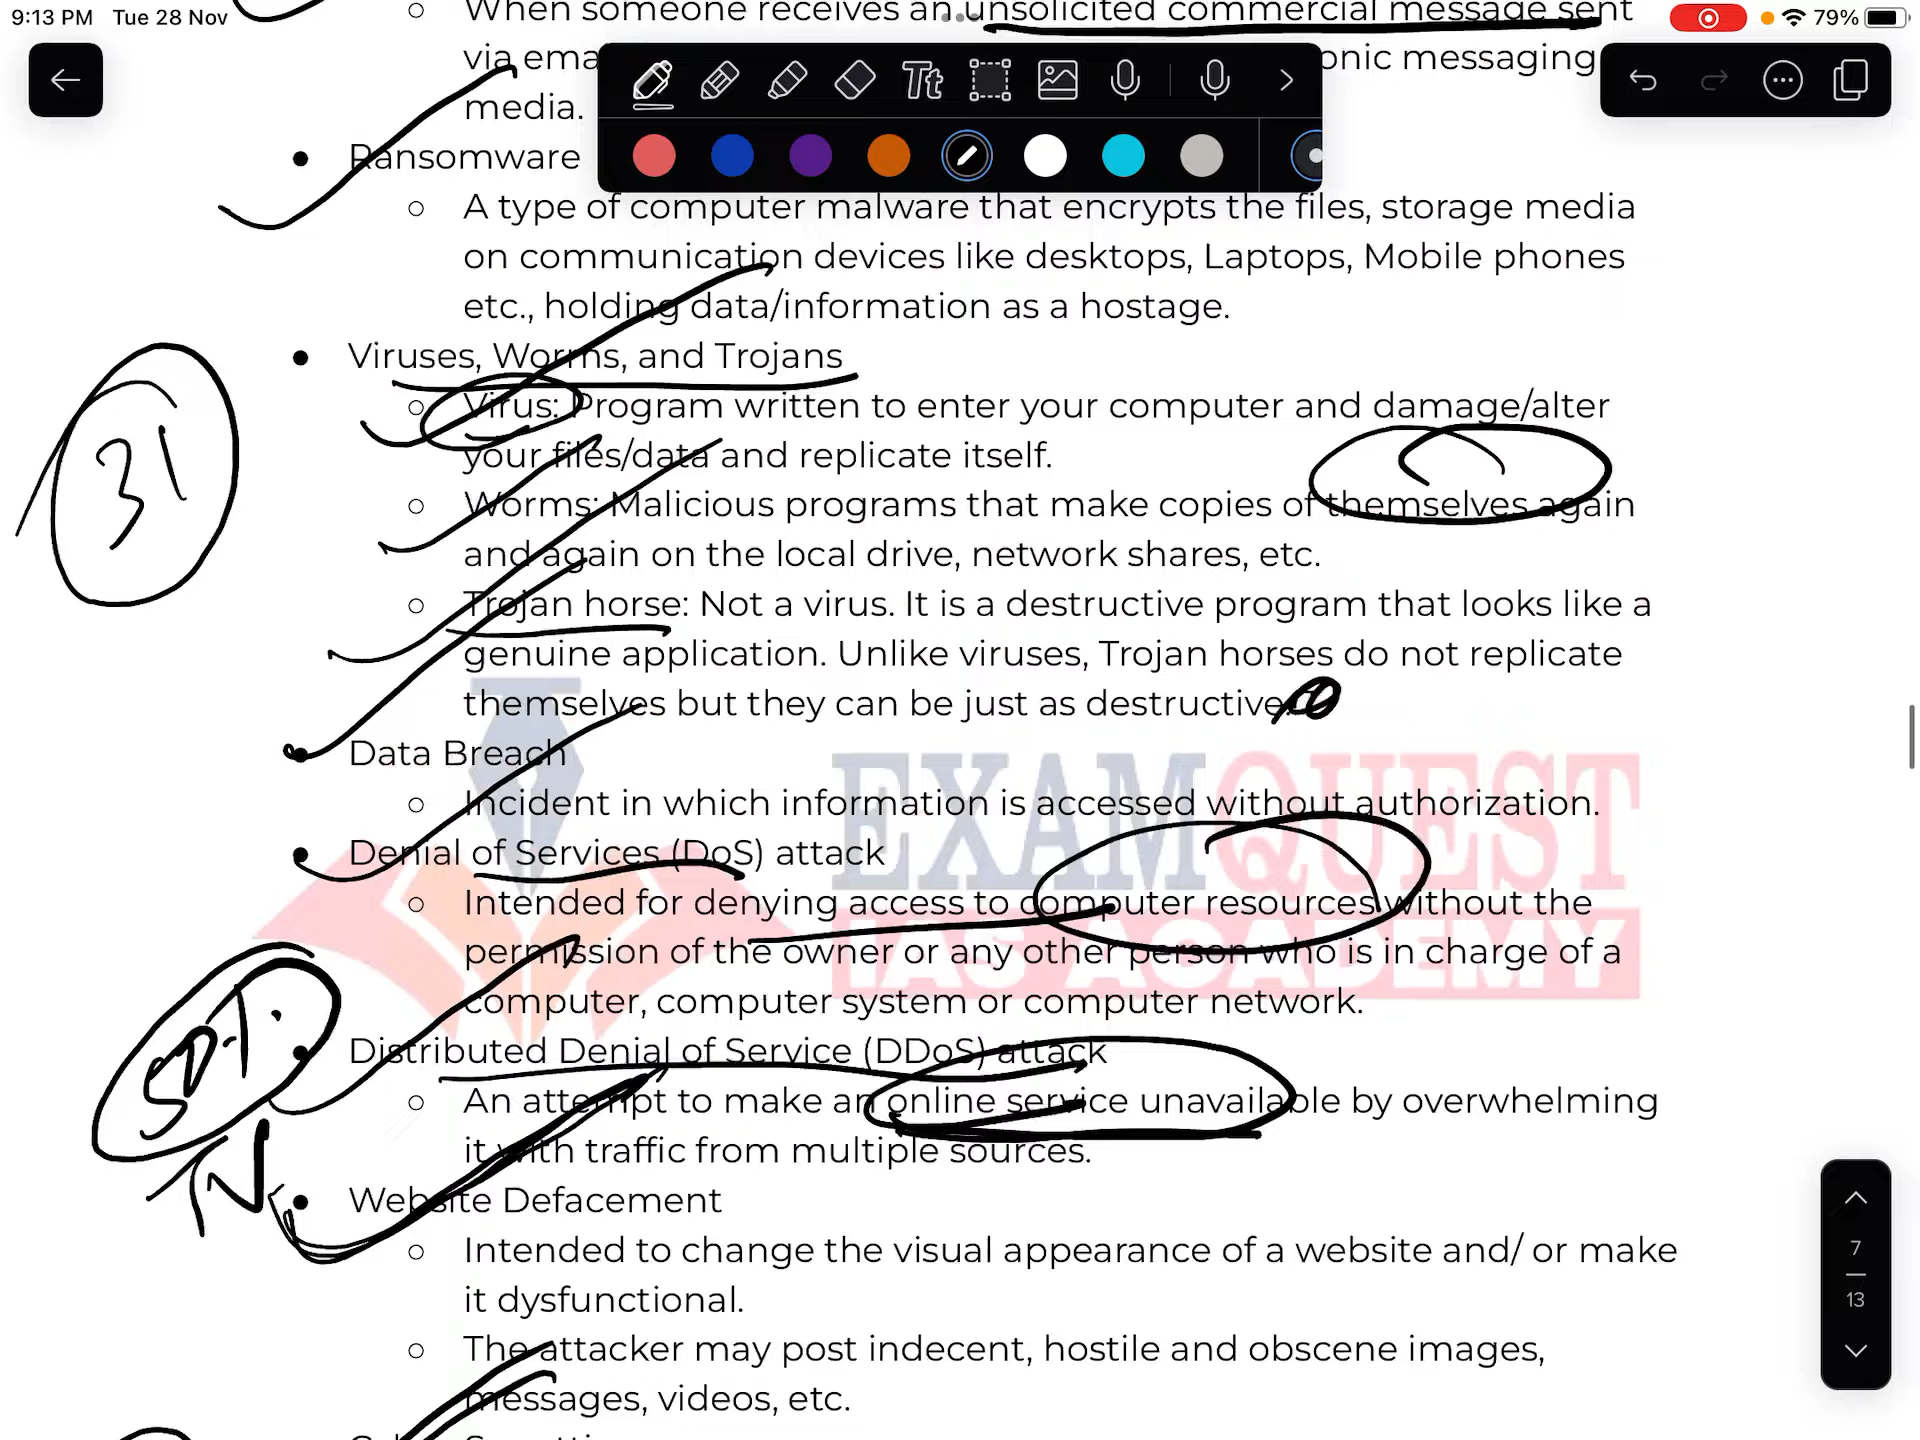 9:13 PM Tue 28 Nov
79%
When someone receives an unsolicited commercial message sent
via ema onic messaging
media.
Tt
Ransomware
A type of computer malware that encrypts the files, storage media
on communication devices like desktops, Laptops, Mobile phones
etc., holding data/information as a hostage.
Viruses, Worms, and Trojans
Virus: Program written to enter your computer and damage/alter
your files/data and replicate itself.
31
Worms: Malicious programs that make copies of themselves again
and again on the local drive, network shares, etc.
Trojan horse: Not a virus. It is a destructive program that looks like a
genuine application. Unlike viruses, Trojan horses do not replicate
themselves but they can be just as destructive.
Data Breach
EXAMQUEST
IAS ACADEMY
Incident in which information is accessed without authorization.
Denial of Services (DoS) attack
Intended for denying access to computer resources without the
permission of the owner or any other person who is in charge of a
computer, computer system or computer network.
Distributed Denial of Service (DDoS) attack
An attempt to make an online service unavailable by overwhelming
it with traffic from multiple sources.
Website Defacement
Intended to change the visual appearance of a website and/ or make
it dysfunctional.
7
13
The attacker may post indecent, hostile and obscene images,
messages, videos, etc.